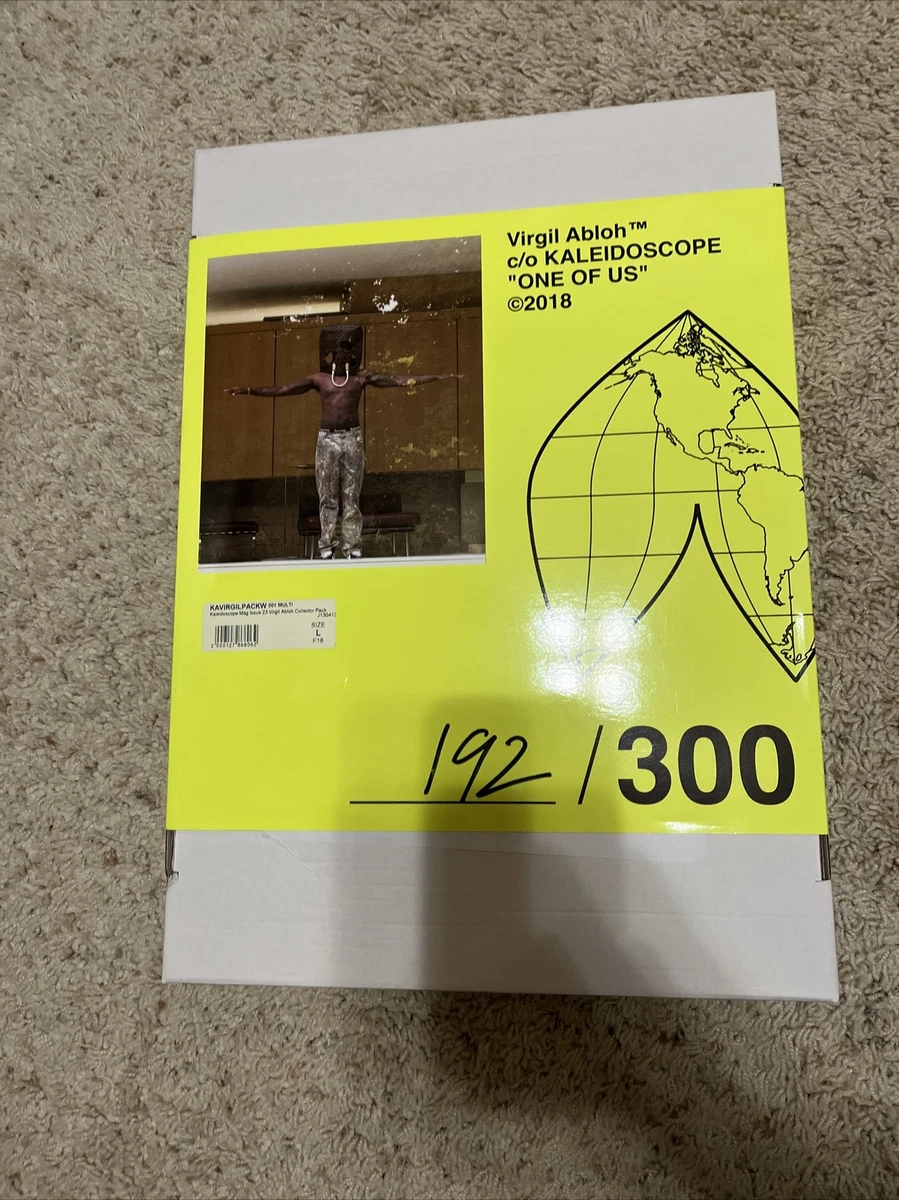 Virgil Abloh™
c/o KALEIDOSCOPE
"ONE OF US"
©2018
KAVIRGILPACKW 001 MULTI
Kaleidoscope Mag Issue 23 Virgil Abloh Collector Pack
SIZE
L
F18
192 /300